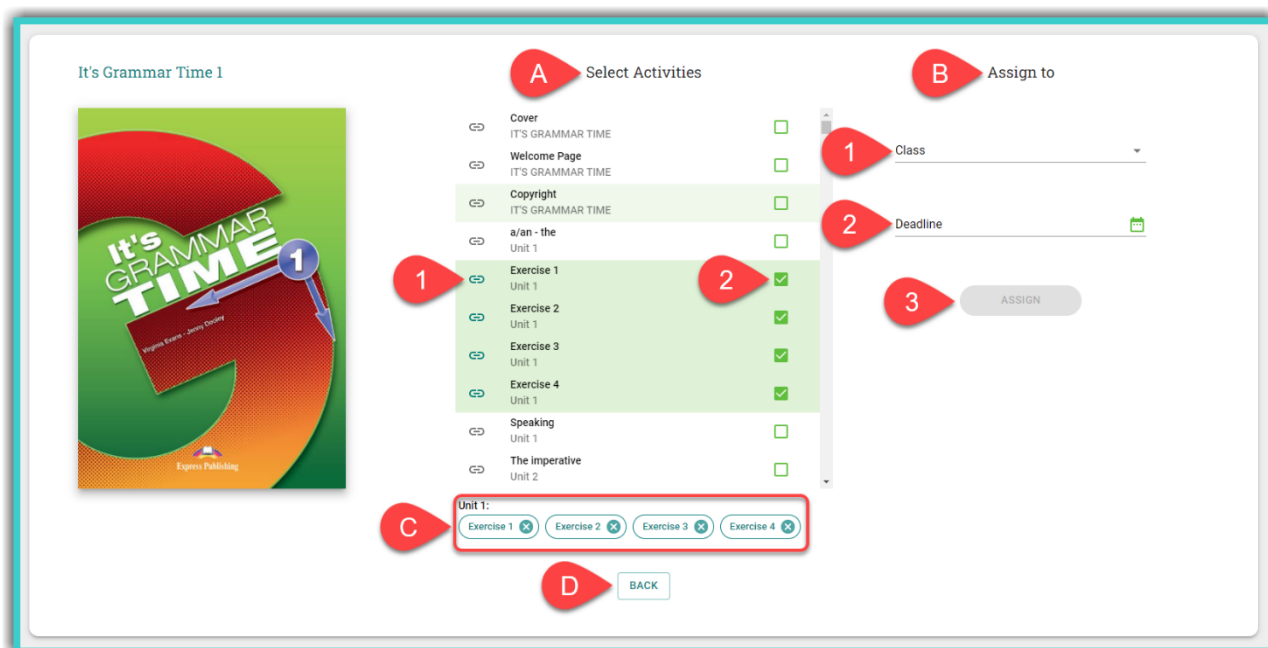 It's Grammar Time 1
It's
GRAMMAR
TIME
1
Virginia Evans - Jenny Dooley
Express Publishing
A
Select Activities
Cover
IT'S GRAMMAR TIME
Welcome Page
IT'S GRAMMAR TIME
Copyright
IT'S GRAMMAR TIME
a/an - the
Unit 1
1
Exercise 1
Unit 1
2
Exercise 2
Unit 1
Exercise 3
Unit 1
Exercise 4
Unit 1
Speaking
Unit 1
The imperative
Unit 2
C
Unit 1:
Exercise 1 Exercise 2 Exercise 3 Exercise 4
D
BACK
B
Assign to
1
Class
2
Deadline
3
ASSIGN